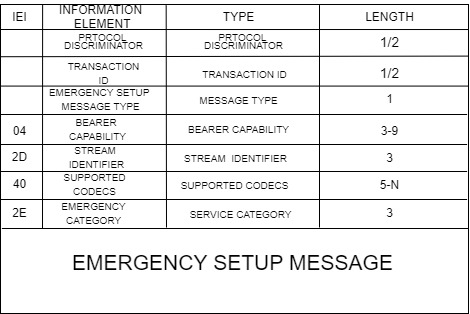 IEI INFORMATION ELEMENT TYPE LENGTH
PRTOCOL DISCRIMINATOR PRTOCOL DISCRIMINATOR 1/2
TRANSACTION ID TRANSACTION ID 1/2
EMERGENCY SETUP MESSAGE TYPE MESSAGE TYPE 1
04 BEARER CAPABILITY BEARER CAPABILITY 3-9
2D STREAM IDENTIFIER STREAM IDENTIFIER 3
40 SUPPORTED CODECS SUPPORTED CODECS 5-N
2E EMERGENCY CATEGORY SERVICE CATEGORY 3
EMERGENCY SETUP MESSAGE